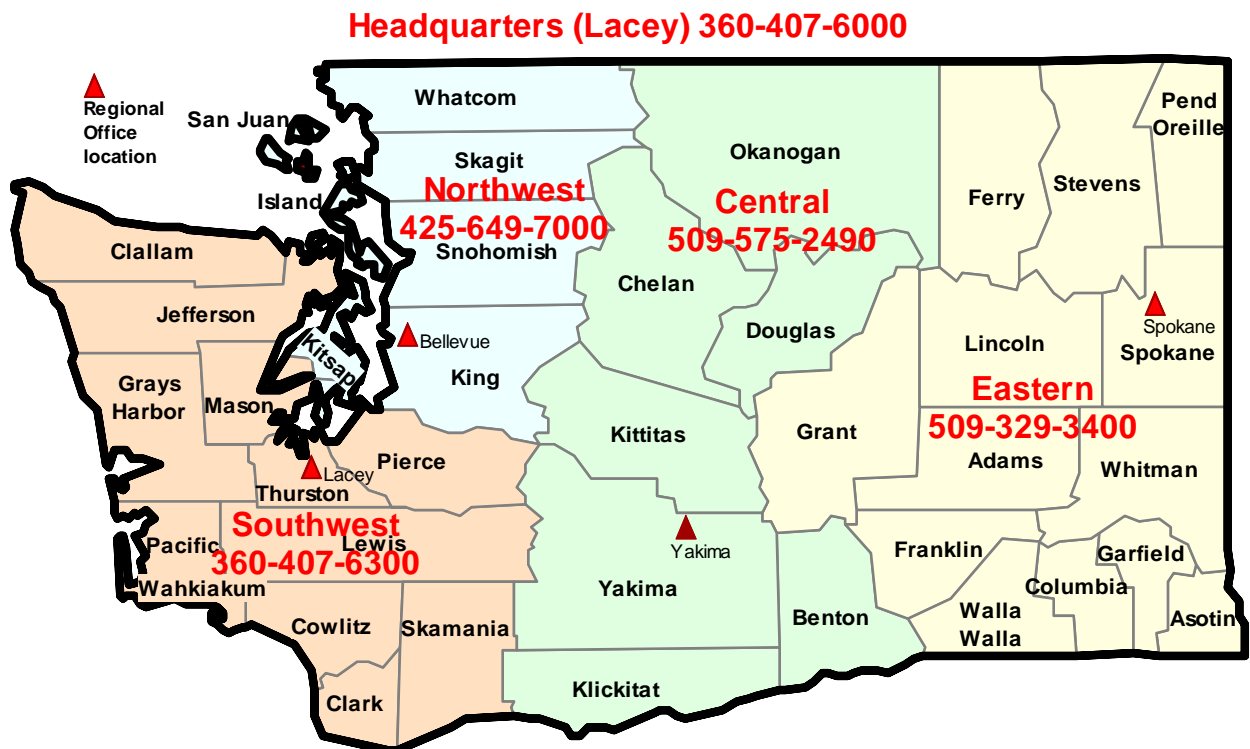 Headquarters (Lacey) 360-407-6000
Regional
Office
location
San Juan
Island
Whatcom
Skagit
Northwest
425-649-7000
Snohomish
Bellevue
King
Kitsap
Okanogan
Central
509-575-2490
Chelan
Douglas
Kittitas
Yakima
Yakima
Benton
Klickitat
Pend
Oreille
Ferry
Stevens
Spokane
Spokane
Lincoln
Eastern
509-329-3400
Grant
Adams
Whitman
Franklin
Garfield
Columbia
Walla
Walla
Asotin
Clallam
Jefferson
Grays
Harbor
Mason
Pierce
Lacey
Thurston
Southwest
360-407-6300
Lewis
Pacific
Wahkiakum
Cowlitz
Skamania
Clark